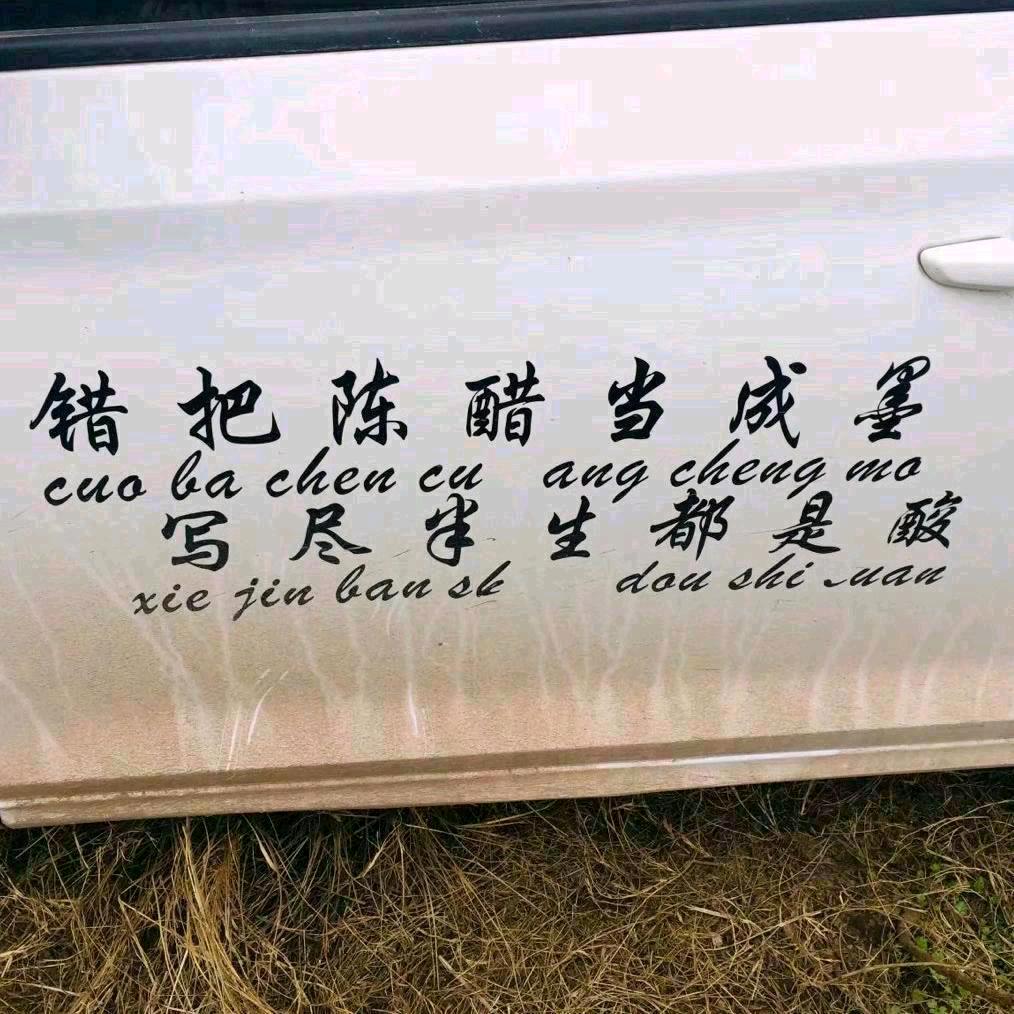 错把陈醋当成墨
cuo ba chen cu ang cheng mo
写尽半生都是酸
xie jin ban dou shi uan